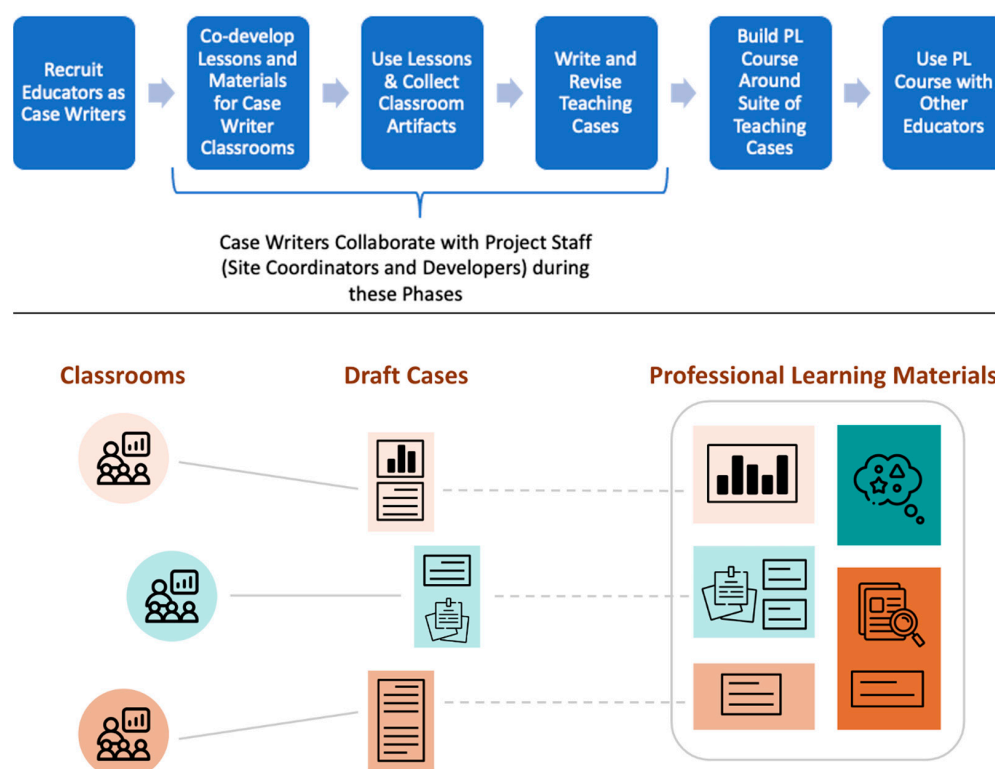 Recruit
Educators as
Case Writers
Co-develop
Lessons and
Materials
for Case
Writer
Classrooms
Use Lessons
& Collect
Classroom
Artifacts
Write and
Revise
Teaching
Cases
Build PL
Course
Around
Suite of
Teaching
Cases
Use PL
Course with
Other
Educators
Case Writers Collaborate with Project Staff
(Site Coordinators and Developers) during
these Phases
Classrooms
Draft Cases
Professional Learning Materials